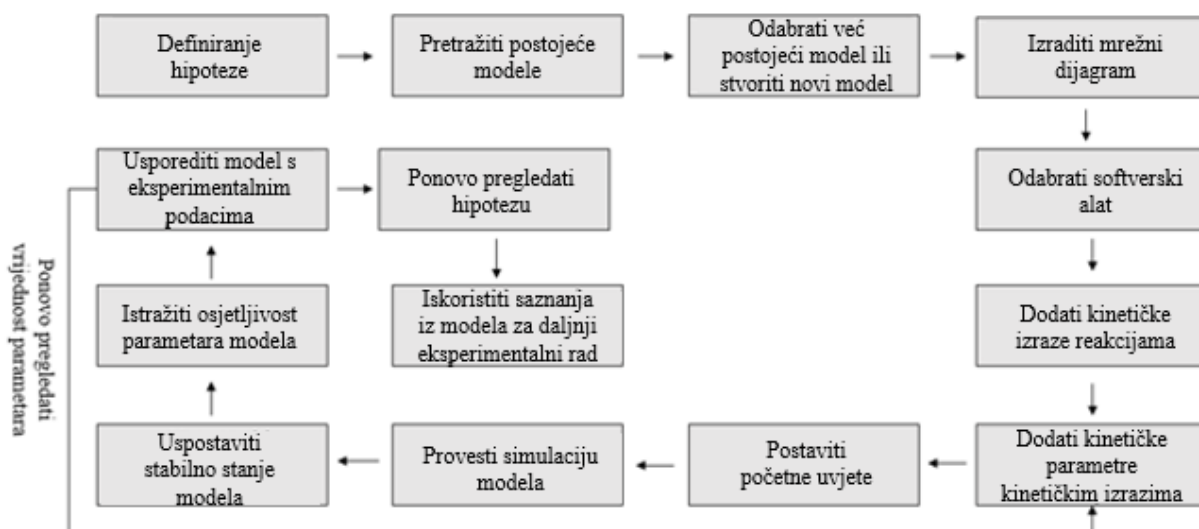 Definiranje
hipoteze
Pretražiti postojeće
modele
Odabrati već
postojeći model ili
stvoriti novi model
Izraditi mrežni
dijagram
Odabrati softverski
alat
Dodati kinetičke
izraze reakcijama
Dodati kinetičke
parametre
kinetičkim izrazima
Postaviti
početne uvjete
Provesti simulaciju
modela
Uspostaviti
stabilno stanje
modela
Istražiti osjetljivost
parametara modela
Usporediti model s
eksperimentalnim
podacima
Ponovo pregledati
hipotezu
Iskoristiti saznanja
iz modela za daljnji
eksperimentalni rad
Ponovo pregledati
vrijednost parametara